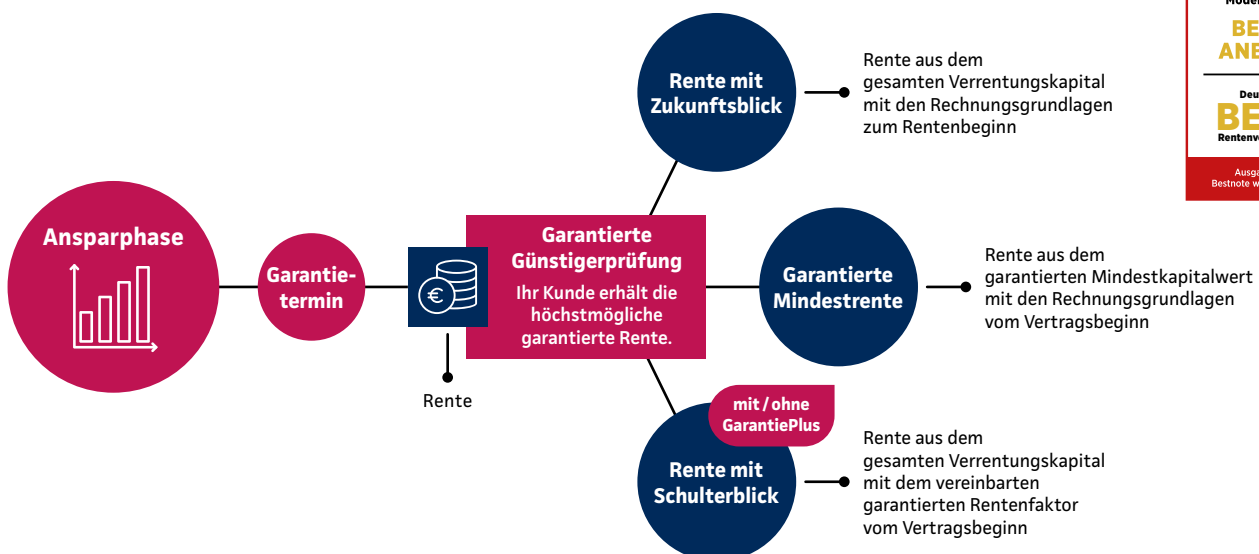 Ansparphase
Garantie-
termin
€
Rente
Garantierte
Günstigerprüfung
Ihr Kunde erhält die
höchstmögliche
garantierte Rente.
Rente mit
Zukunftsblick
Rente aus dem
gesamten Verrentungskapital
mit den Rechnungsgrundlagen
zum Rentenbeginn
Garantierte
Mindestrente
Rente aus dem
garantierten Mindestkapitalwert
mit den Rechnungsgrundlagen
vom Vertragsbeginn
mit / ohne
GarantiePlus
Rente mit
Schulterblick
Rente aus dem
gesamten Verrentungskapital
mit dem vereinbarten
garantierten Rentenfaktor
vom Vertragsbeginn
Bestnote